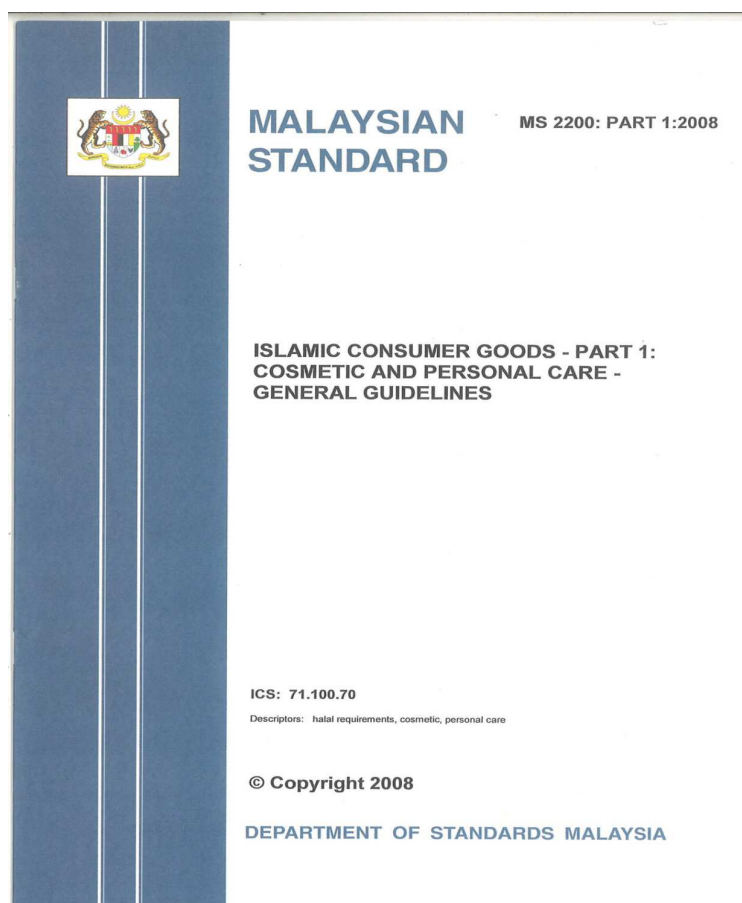 MALAYSIAN
STANDARD
MS 2200: PART 1:2008
ISLAMIC CONSUMER GOODS - PART 1:
COSMETIC AND PERSONAL CARE -
GENERAL GUIDELINES
ICS: 71.100.70
Descriptors: halal requirements, cosmetic, personal care
© Copyright 2008
DEPARTMENT OF STANDARDS MALAYSIA